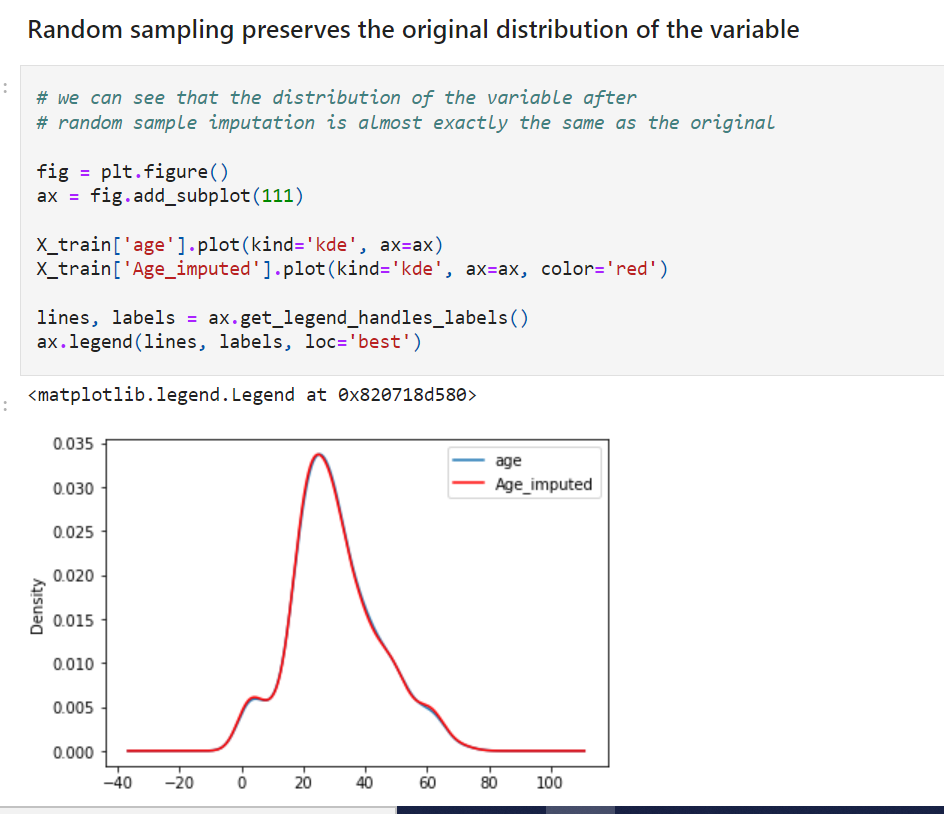 Random sampling preserves the original distribution of the variable
# we can see that the distribution of the variable after
# random sample imputation is almost exactly the same as the original
fig = plt.figure()
ax = fig.add_subplot(111)
X_train['age'].plot(kind='kde', ax=ax)
X_train['Age_imputed'].plot(kind='kde', ax=ax, color='red')
lines, labels = ax.get_legend_handles_labels()
ax.legend(lines, labels, loc='best')
<matplotlib.legend.Legend at 0x820718d580>
age
Age_imputed
0.035
0.030
0.025
0.020
0.015
0.010
0.005
0.000
Density
−40 −20 0 20 40 60 80 100